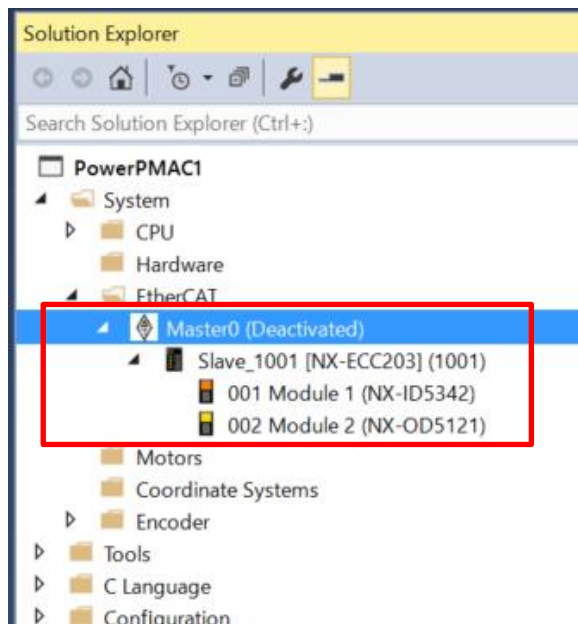 Solution Explorer
Search Solution Explorer (Ctrl+:)
PowerPMAC1
System
CPU
Hardware
EtherCAT
Master0 (Deactivated)
Slave_1001 [NX-ECC203] (1001)
001 Module 1 (NX-ID5342)
002 Module 2 (NX-OD5121)
Motors
Coordinate Systems
Encoder
Tools
C Language
Configuration